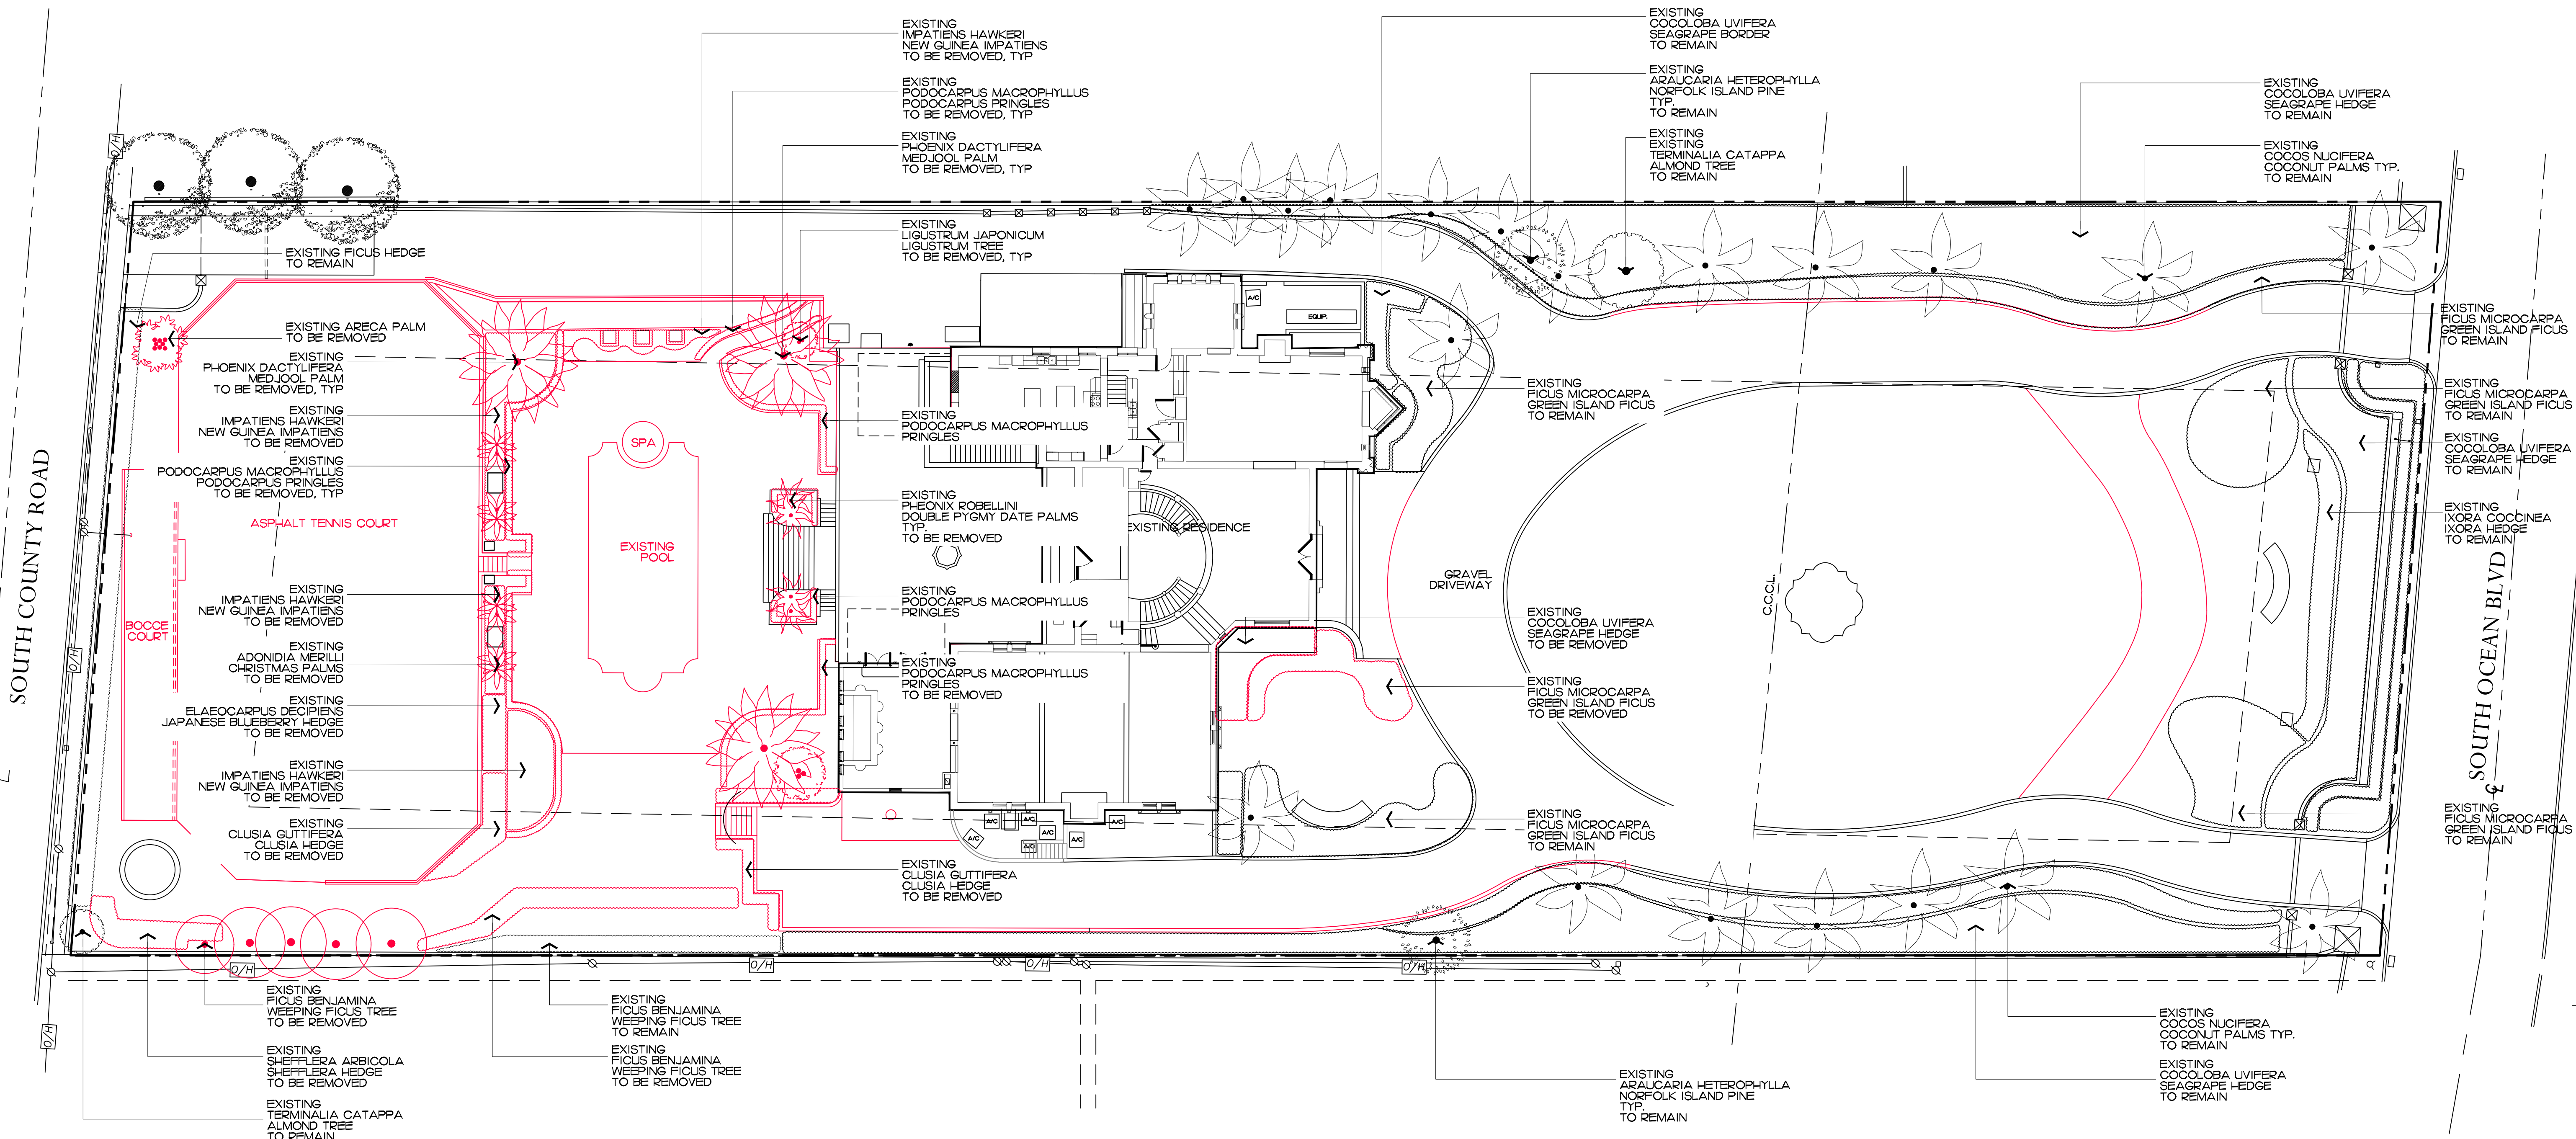 EXISTING
IMPATIENS HAWKERI
NEW GUINEA IMPATIENS
TO BE REMOVED, TYP
EXISTING
PODOCARPUS MACROPHYLLUS
PODOCARPUS PRINGLES
TO BE REMOVED, TYP
EXISTING
PHOENIX DACTYLIFERA
MEDJOOL PALM
TO BE REMOVED, TYP
EXISTING
LIGUSTRUM JAPONICUM
LIGUSTRUM TREE
TO BE REMOVED, TYP
EXISTING
COCOLOBA UVIFERA
SEAGRAPE BORDER
TO REMAIN
EXISTING
ARAUCARIA HETEROPHYLLA
NORFOLK ISLAND PINE
TYP.
TO REMAIN
EXISTING
EXISTING
TERMINALIA CATAPPA
ALMOND TREE
TO REMAIN
EXISTING
COCOLOBA UVIFERA
SEAGRAPE HEDGE
TO REMAIN
EXISTING
COCOS NUCIFERA
COCONUT PALMS TYP.
TO REMAIN
O/H
EXISTING FICUS HEDGE
TO REMAIN
EXISTING ARECA PALM
TO BE REMOVED
EXISTING
PHOENIX DACTYLIFERA
MEDJOOL PALM
TO BE REMOVED, TYP
EXISTING
IMPATIENS HAWKERI
NEW GUINEA IMPATIENS
TO BE REMOVED
EXISTING
PODOCARPUS MACROPHYLLUS
PODOCARPUS PRINGLES
TO BE REMOVED, TYP
ASPHALT TENNIS COURT
EXISTING
IMPATIENS HAWKERI
NEW GUINEA IMPATIENS
TO BE REMOVED
BOCCE
COURT
EXISTING
ADONIDIA MERILLI
CHRISTMAS PALMS
TO BE REMOVED
EXISTING
ELAEOCARPUS DECIPIENS
JAPANESE BLUEBERRY HEDGE
TO BE REMOVED
EXISTING
IMPATIENS HAWKERI
NEW GUINEA IMPATIENS
TO BE REMOVED
EXISTING
CLUSIA GUTTIFERA
CLUSIA HEDGE
TO BE REMOVED
SOUTH COUNTY ROAD
O/H
O/H
SPA
EXISTING
POOL
EXISTING
PODOCARPUS MACROPHYLLUS
PRINGLES
EXISTING
PHEONIX ROBELLINI
DOUBLE PYGMY DATE PALMS
TYP.
TO BE REMOVED
EXISTING RESIDENCE
EXISTING
PODOCARPUS MACROPHYLLUS
PRINGLES
EXISTING
PODOCARPUS MACROPHYLLUS
PRINGLES
TO BE REMOVED
EXISTING
CLUSIA GUTTIFERA
CLUSIA HEDGE
TO BE REMOVED
A/C
EQUIP.
A/C
A/C
A/C
A/C
A/C
A/C
A/C
EXISTING
FICUS MICROCARPA
GREEN ISLAND FICUS
TO REMAIN
GRAVEL
DRIVEWAY
EXISTING
COCOLOBA UVIFERA
SEAGRAPE HEDGE
TO BE REMOVED
EXISTING
FICUS MICROCARPA
GREEN ISLAND FICUS
TO BE REMOVED
EXISTING
FICUS MICROCARPA
GREEN ISLAND FICUS
TO REMAIN
C.C.C.L.
EXISTING
FICUS MICROCARPA
GREEN ISLAND FICUS
TO REMAIN
EXISTING
FICUS MICROCARPA
GREEN ISLAND FICUS
TO REMAIN
EXISTING
COCOLOBA UVIFERA
SEAGRAPE HEDGE
TO REMAIN
EXISTING
IXORA COCCINEA
IXORA HEDGE
TO REMAIN
SOUTH OCEAN BLVD
EXISTING
FICUS MICROCARPA
GREEN ISLAND FICUS
TO REMAIN
O/H
O/H
O/H
O/H
EXISTING
FICUS BENJAMINA
WEEPING FICUS TREE
TO BE REMOVED
EXISTING
SHEFFLERA ARBICOLA
SHEFFLERA HEDGE
TO BE REMOVED
EXISTING
TERMINALIA CATAPPA
ALMOND TREE
TO REMAIN
EXISTING
FICUS BENJAMINA
WEEPING FICUS TREE
TO REMAIN
EXISTING
FICUS BENJAMINA
WEEPING FICUS TREE
TO BE REMOVED
EXISTING
ARAUCARIA HETEROPHYLLA
NORFOLK ISLAND PINE
TYP.
TO REMAIN
EXISTING
COCOS NUCIFERA
COCONUT PALMS TYP.
TO REMAIN
EXISTING
COCOLOBA UVIFERA
SEAGRAPE HEDGE
TO REMAIN